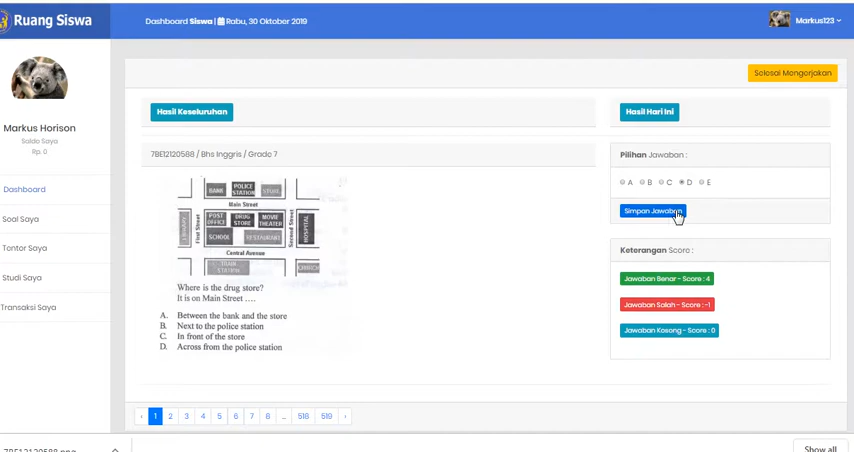 Ruang Siswa
Dashboard Siswa | Rabu, 30 Oktober 2019
Markus123
Markus Horison
Saldo Saya
Rp. 0
Dashboard
Soal Saya
Tentor Saya
Studi Saya
Transaksi Saya
Selesai Mengerjakan
Hasil Keseluruhan
Hasil Hari Ini
7BE12120588 / Bhs Inggris / Grade 7
Pilihan Jawaban :
A B C D E
Simpan Jawaban
Keterangan Score :
Jawaban Benar - Score : 4
Jawaban Salah - Score : -1
Jawaban Kosong - Score : 0
BANK
POLICE STATION
STORE
Main Street
First Street
POST OFFICE
DRUG STORE
MOVIE THEATER
SCHOOL
RESTAURANT
Second Street
HOSPITAL
Central Avenue
TRAIN STATION
CHURCH
Where is the drug store?
It is on Main Street ....
A. Between the bank and the store
B. Next to the police station
C. In front of the store
D. Across from the police station
‹ 1 2 3 4 5 6 7 8 ... 518 519 ›
7BE12120588.png
Show all